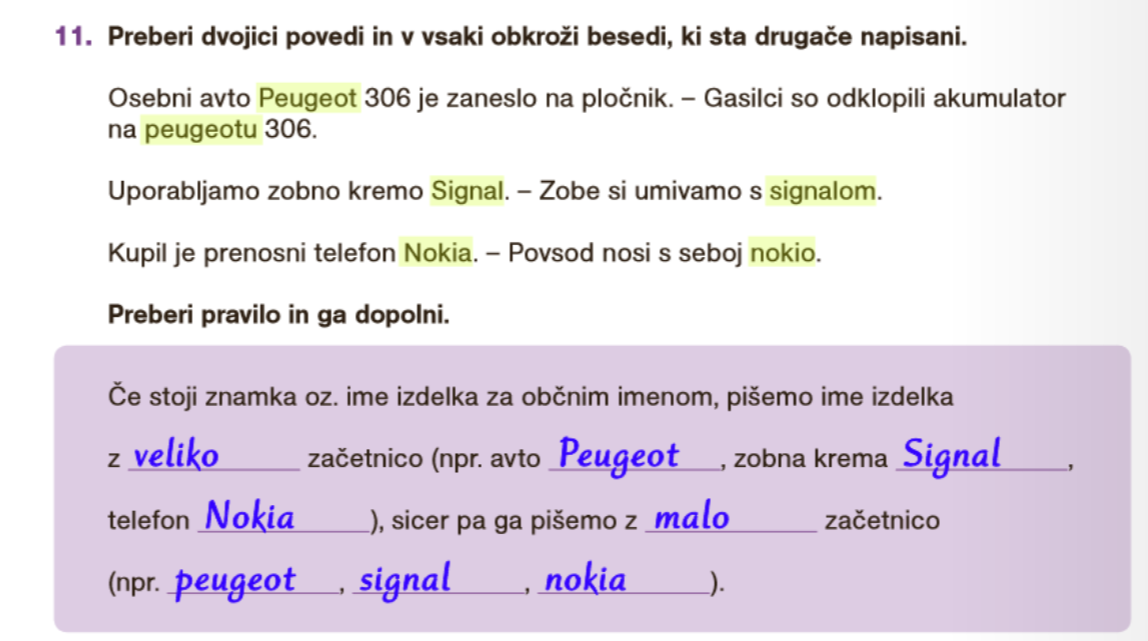 11. Preberi dvojici povedi in v vsaki obkroži besedi, ki sta drugače napisani.
Osebni avto Peugeot 306 je zaneslo na pločnik. – Gasilci so odklopili akumulator
na peugeotu 306.
Uporabljamo zobno kremo Signal. – Zobe si umivamo s signalom.
Kupil je prenosni telefon Nokia. – Povsod nosi s seboj nokio.
Preberi pravilo in ga dopolni.
Če stoji znamka oz. ime izdelka za občnim imenom, pišemo ime izdelka
z veliko začetnico (npr. avto Peugeot, zobna krema Signal,
telefon Nokia), sicer pa ga pišemo z malo začetnico
(npr. peugeot, signal, nokia).